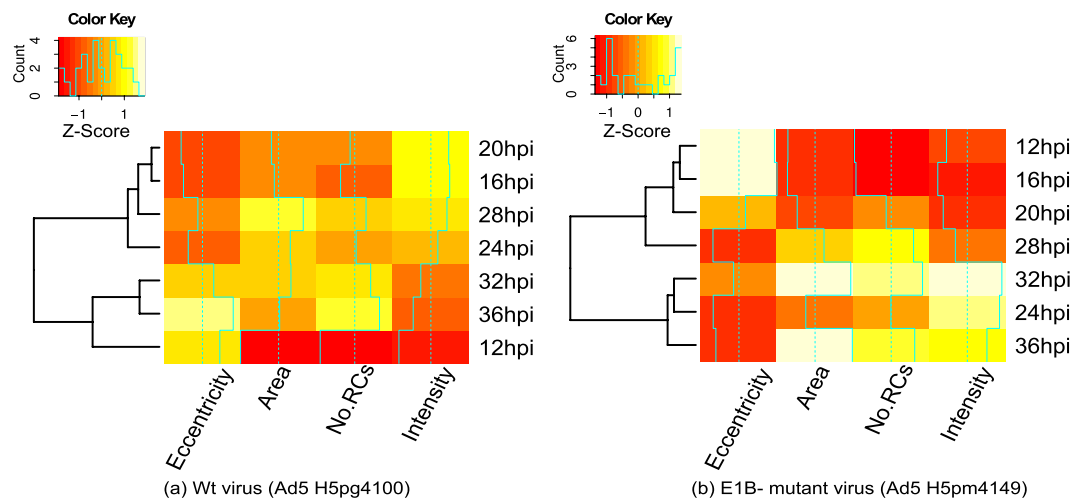 Color Key
Count
0 2 4
−1 1
Z-Score
20hpi
16hpi
28hpi
24hpi
32hpi
36hpi
12hpi
Eccentricity
Area
No.RCs
Intensity
(a) Wt virus (Ad5 H5pg4100)
Color Key
Count
0 3 6
−1 0 1
Z-Score
12hpi
16hpi
20hpi
28hpi
32hpi
24hpi
36hpi
Eccentricity
Area
No.RCs
Intensity
(b) E1B- mutant virus (Ad5 H5pm4149)